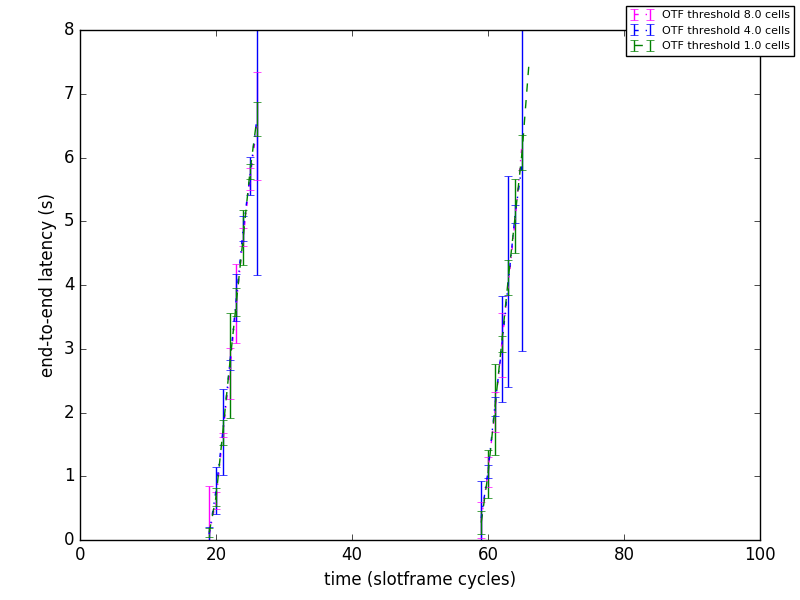 OTF threshold 8.0 cells
OTF threshold 4.0 cells
OTF threshold 1.0 cells
8
7
6
5
4
3
2
1
0
end-to-end latency (s)
0 20 40 60 80 100
time (slotframe cycles)